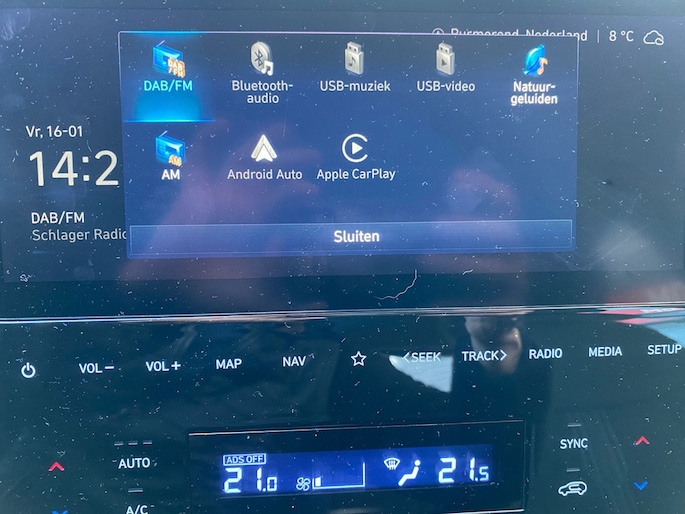 Purmerend, Nederland | 8 °C
DAB/FM
Bluetooth-
audio
USB-muziek
USB-video
Natuur-
geluiden
Vr, 16-01
14:2
AM
Android Auto
Apple CarPlay
DAB/FM
Schlager Radio
Sluiten
VOL−
VOL+
MAP
NAV
<SEEK
TRACK>
RADIO
MEDIA
SETUP
AUTO
ADS OFF
21.0
21.5
SYNC
A/C